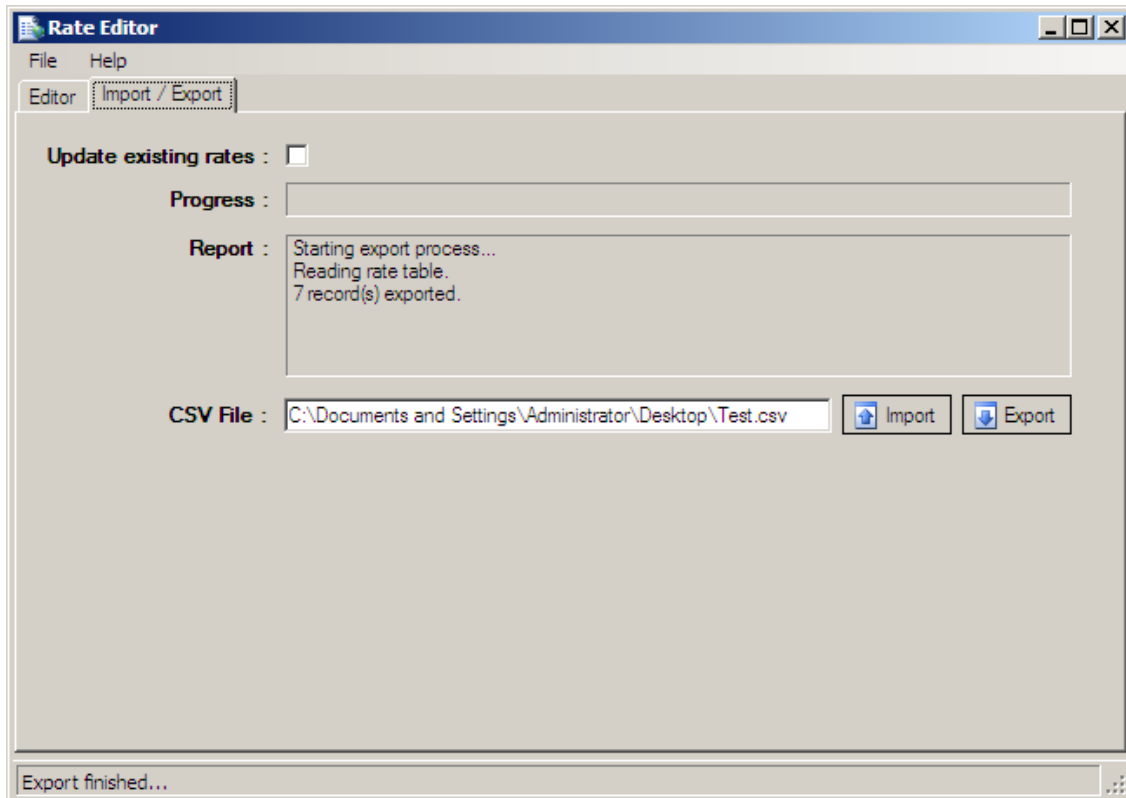 Rate Editor
File Help
Editor Import / Export
Update existing rates :
Progress :
Report : Starting export process...
Reading rate table.
7 record(s) exported.
CSV File : C:\Documents and Settings\Administrator\Desktop\Test.csv Import Export
Export finished...